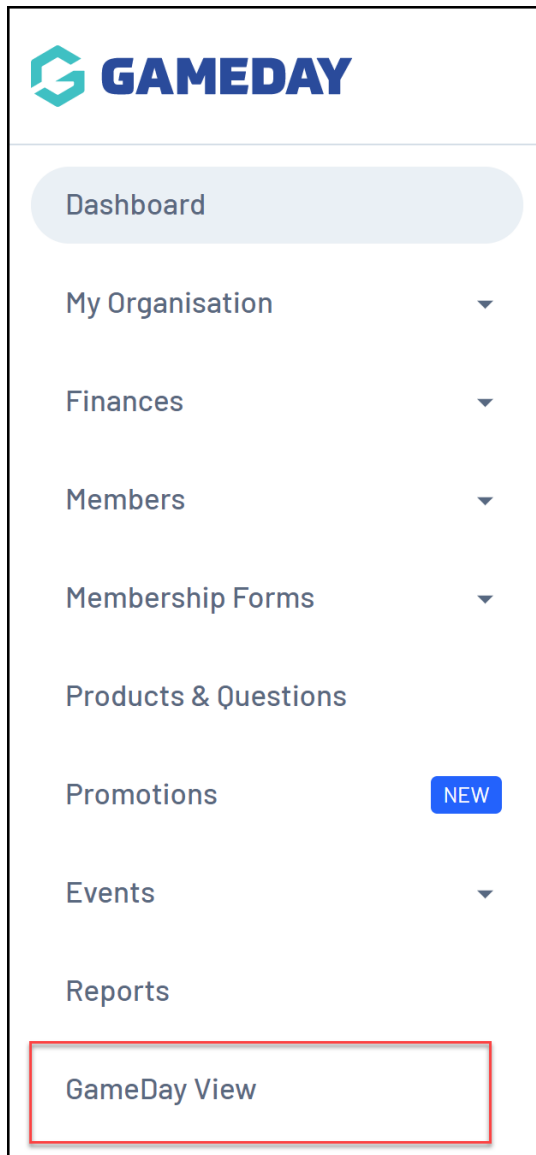 GAMEDAY
Dashboard
My Organisation
Finances
Members
Membership Forms
Products & Questions
Promotions NEW
Events
Reports
GameDay View